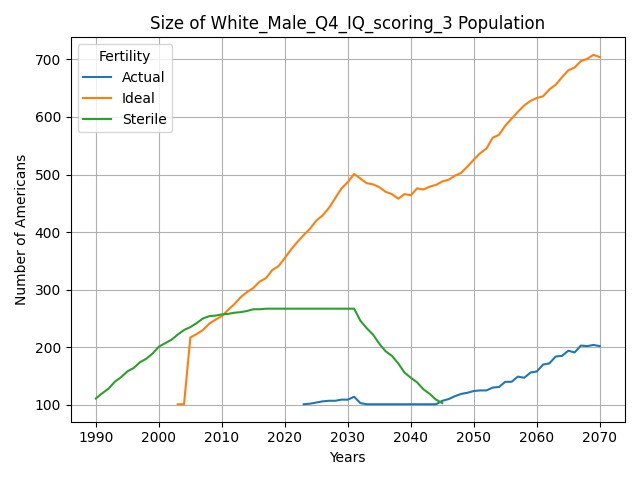 Size of White_Male_Q4_IQ_scoring_3 Population
Fertility
Actual
Ideal
Sterile
Number of Americans
700
600
500
400
300
200
100
1990 2000 2010 2020 2030 2040 2050 2060 2070
Years